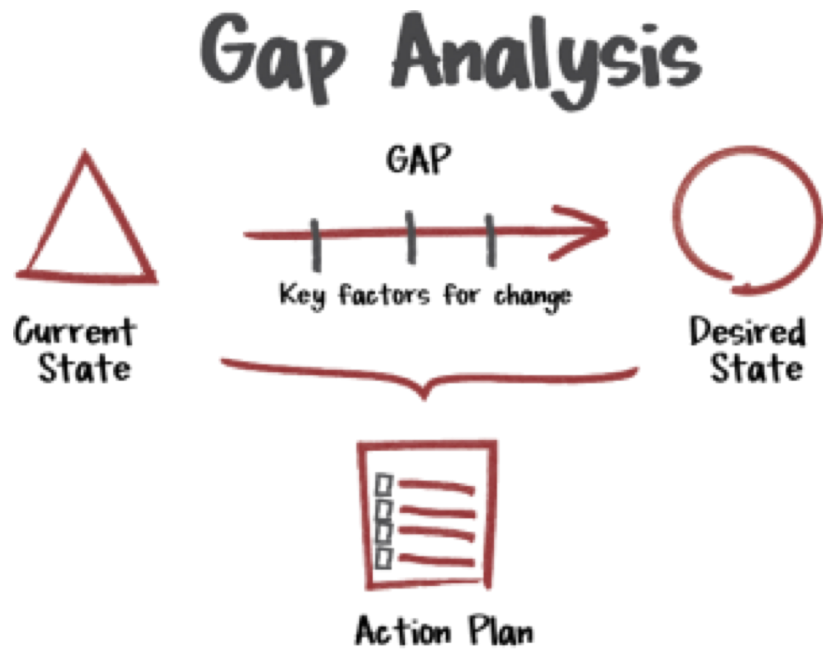 Gap Analysis
GAP
Key factors for change
Current
State
Desired
State
Action Plan